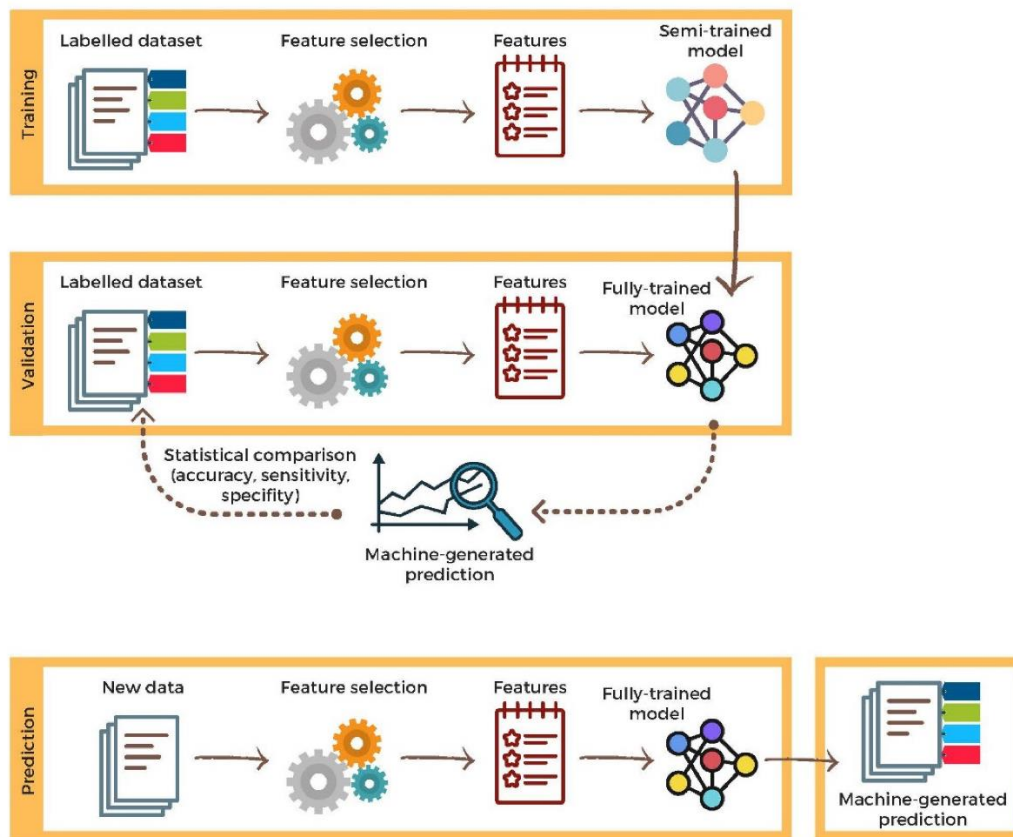 Training
Labelled dataset
Feature selection
Features
Semi-trained
model
Validation
Labelled dataset
Feature selection
Features
Fully-trained
model
Statistical comparison
(accuracy, sensitivity,
specifity)
Machine-generated
prediction
Prediction
New data
Feature selection
Features
Fully-trained
model
Machine-generated
prediction